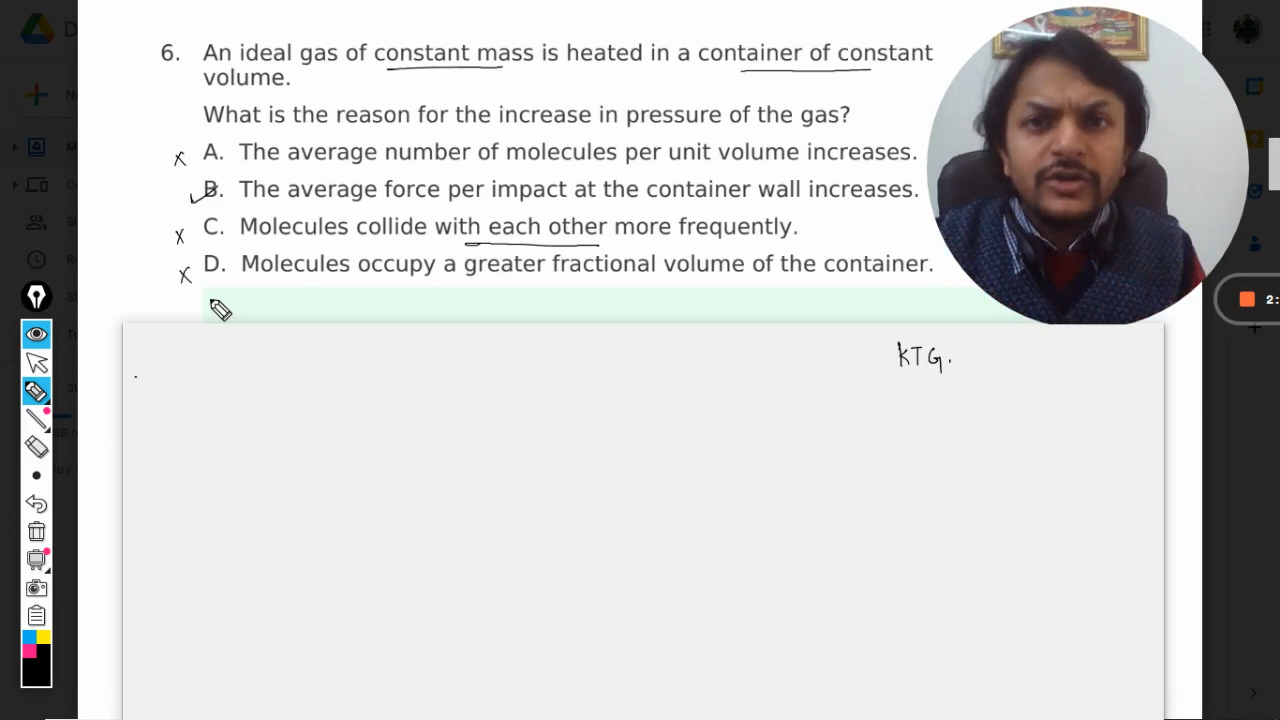 6. An ideal gas of constant mass is heated in a container of constant
volume.
What is the reason for the increase in pressure of the gas?
A. The average number of molecules per unit volume increases.
B. The average force per impact at the container wall increases.
C. Molecules collide with each other more frequently.
D. Molecules occupy a greater fractional volume of the container.
KTG.
2: